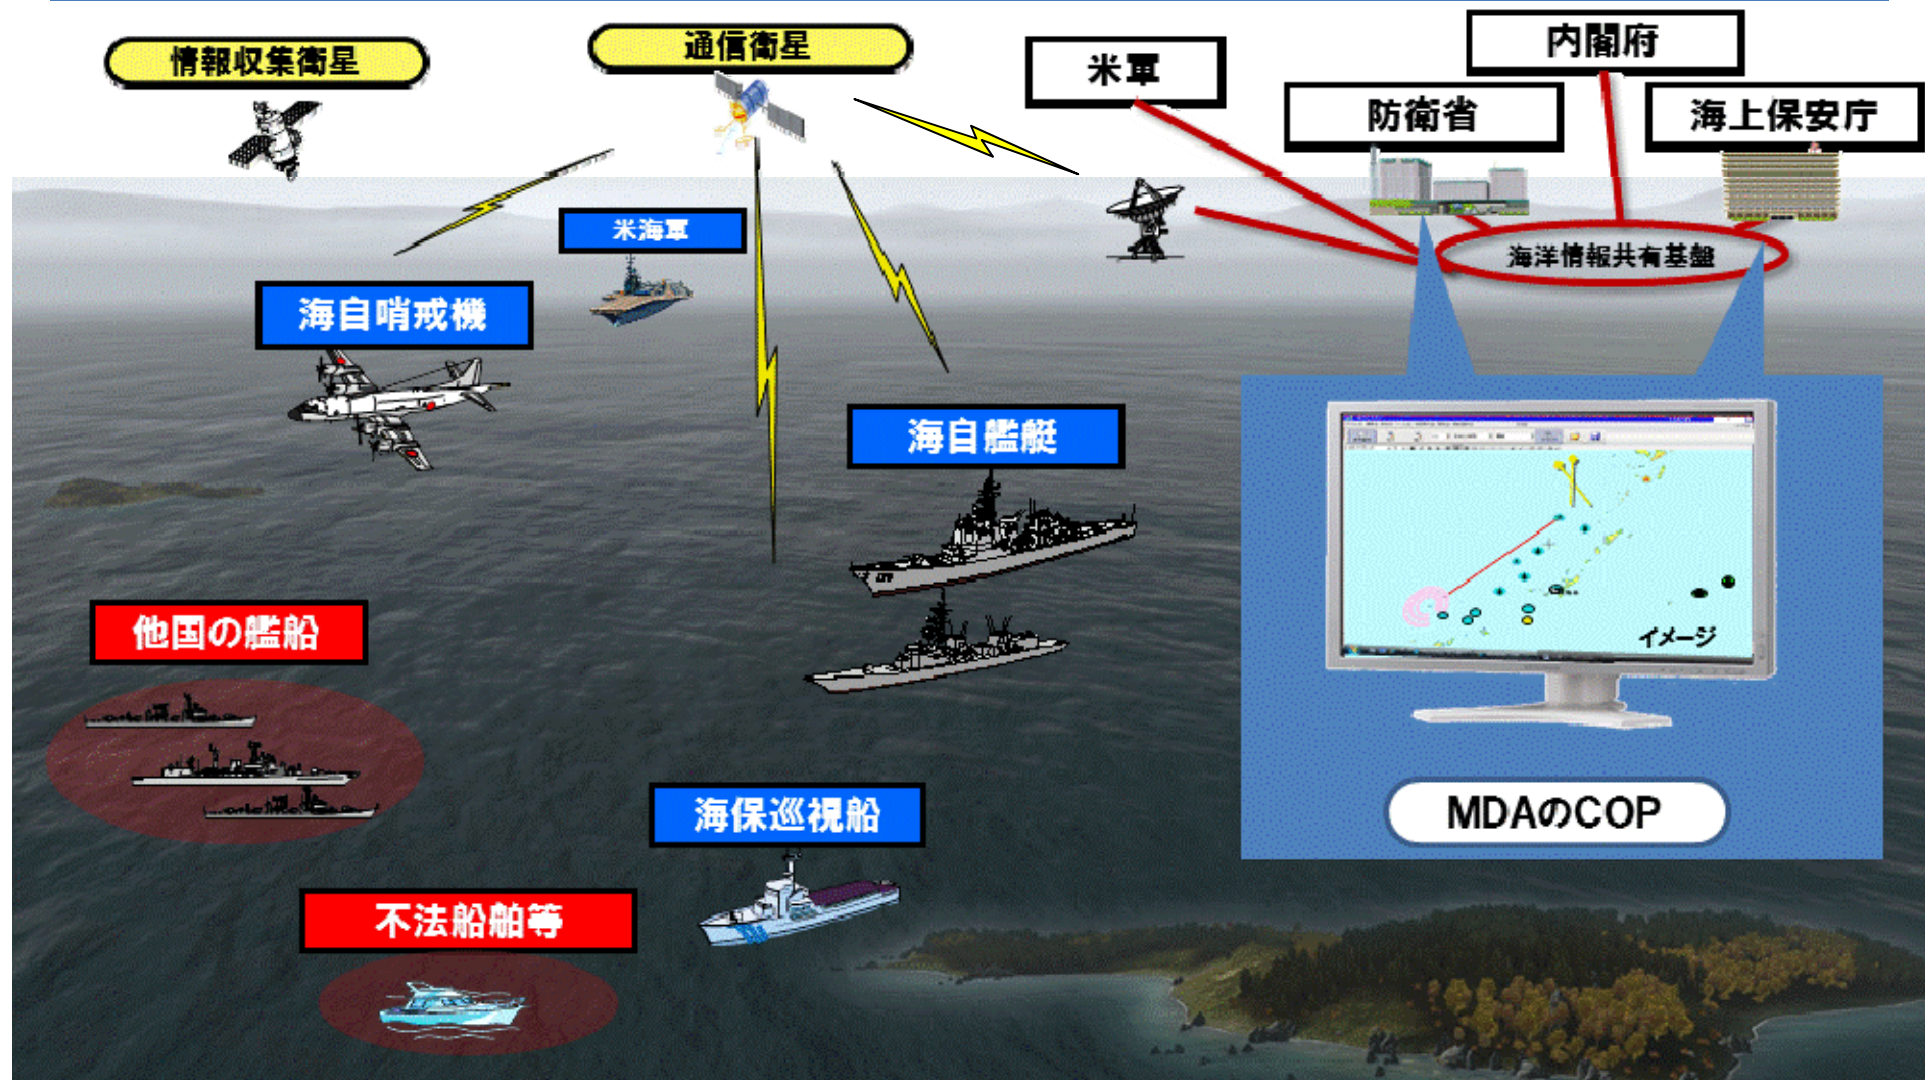 情報収集衛星
通信衛星
米軍
内閣府
防衛省
海上保安庁
米海軍
海洋情報共有基盤
海自哨戒機
海自艦艇
イメージ
他国の艦船
海保巡視船
MDAのCOP
不法船舶等